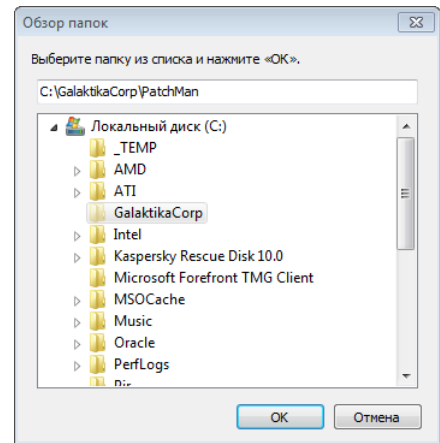 Обзор папок
Выберите папку из списка и нажмите «ОК».
C:\GalaktikaCorp\PatchMan
Локальный диск (C:)
_TEMP
AMD
ATI
GalaktikaCorp
Intel
Kaspersky Rescue Disk 10.0
Microsoft Forefront TMG Client
MSOCache
Music
Oracle
PerfLogs
ОК
Отмена